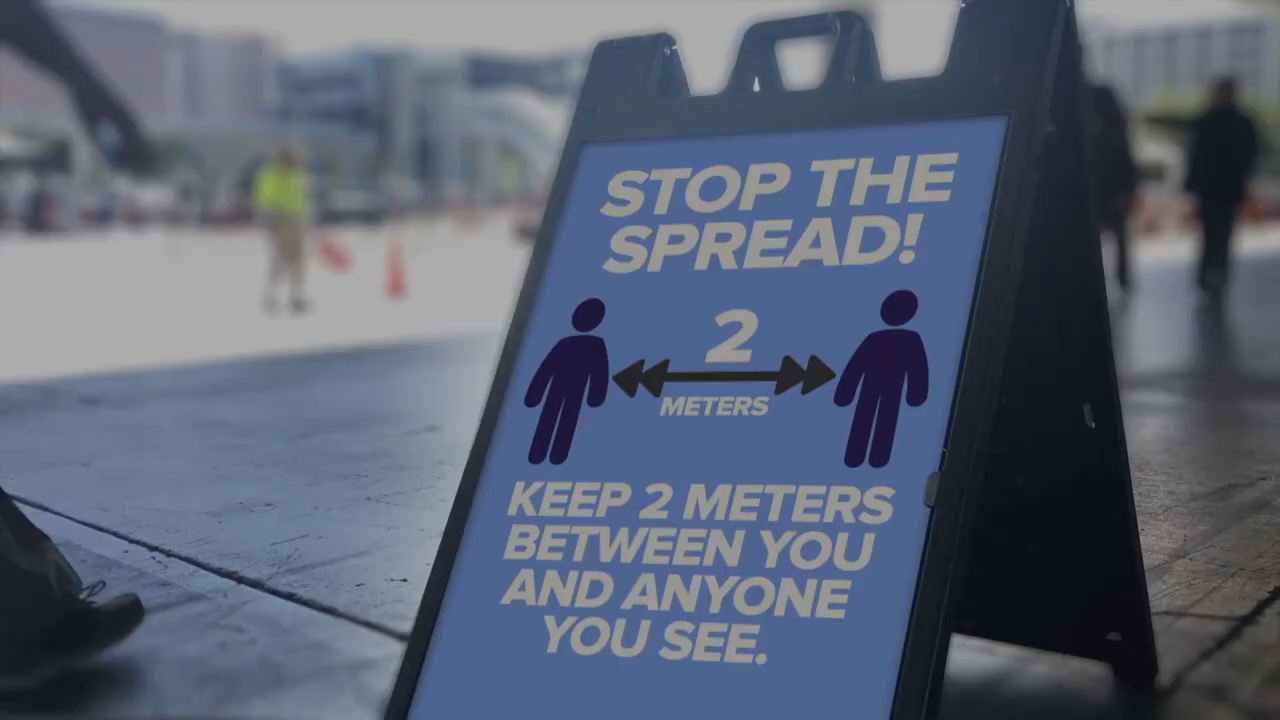 STOP THE
SPREAD!
2
METERS
KEEP 2 METERS
BETWEEN YOU
AND ANYONE
YOU SEE.